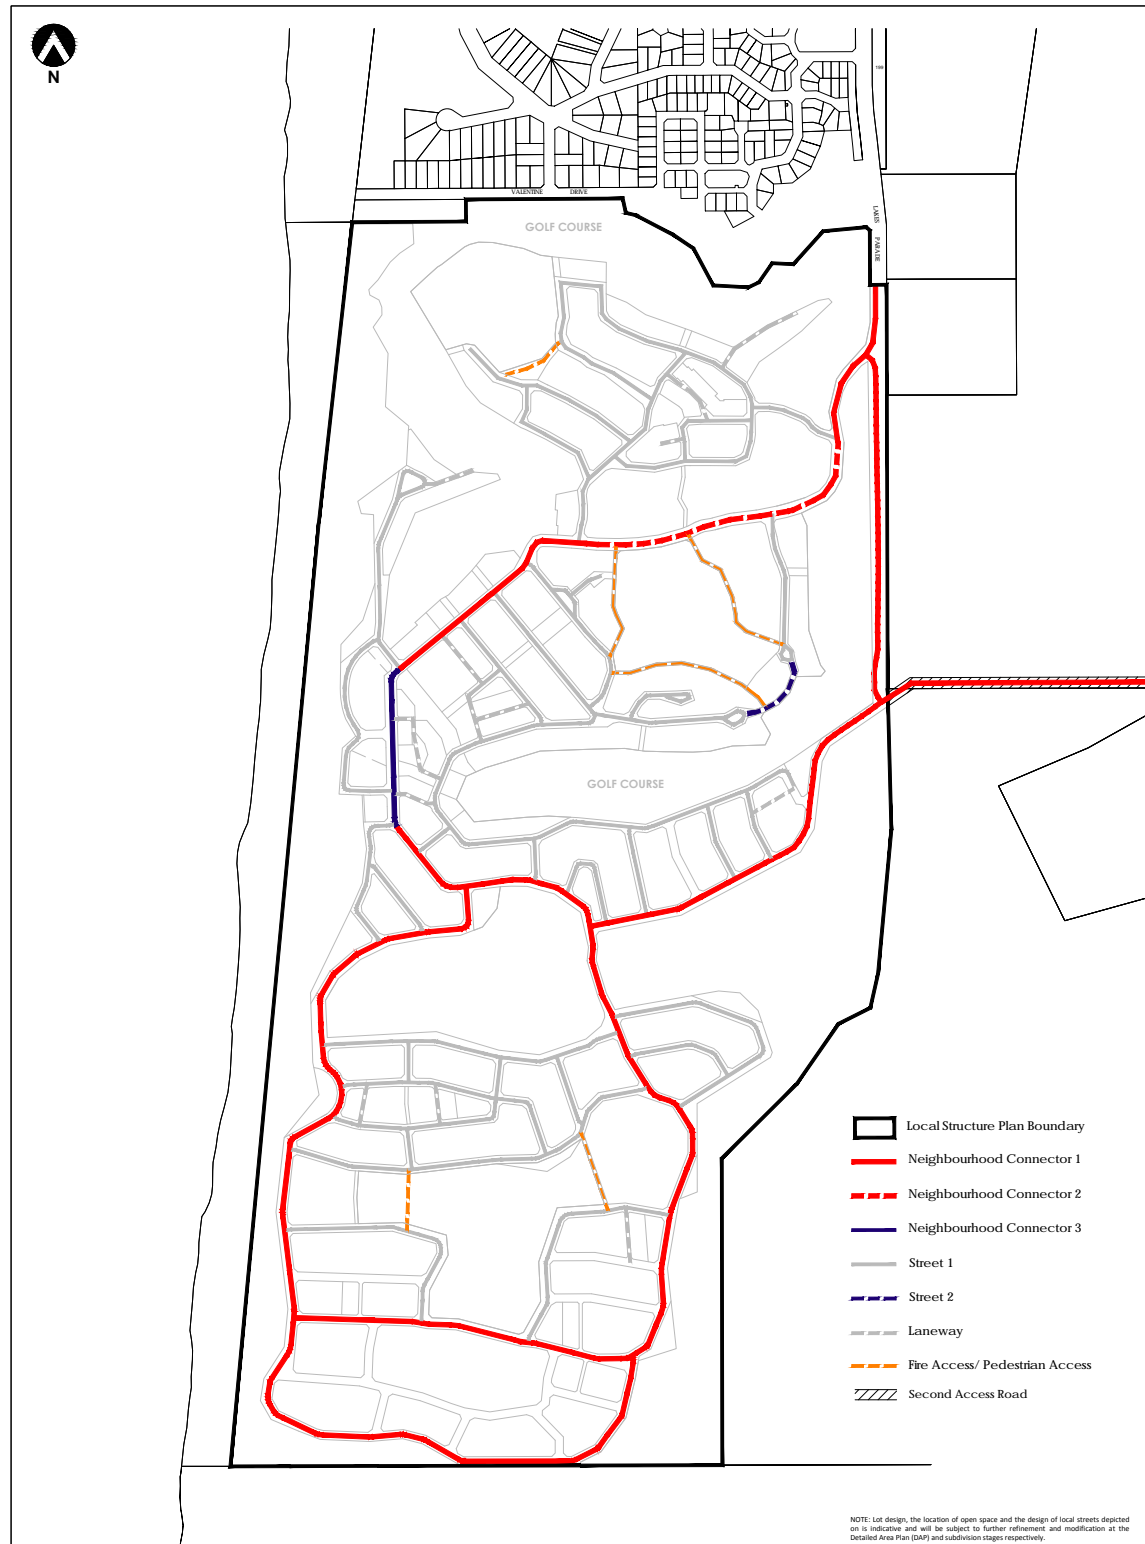 N
199
VALENTINE DRIVE
LAKES PARADE
GOLF COURSE
GOLF COURSE
Local Structure Plan Boundary
Neighbourhood Connector 1
Neighbourhood Connector 2
Neighbourhood Connector 3
Street 1
Street 2
Laneway
Fire Access/ Pedestrian Access
Second Access Road
NOTE: Lot design, the location of open space and the design of local streets depicted
on is indicative and will be subject to further refinement and modification at the
Detailed Area Plan (DAP) and subdivision stages respectively.